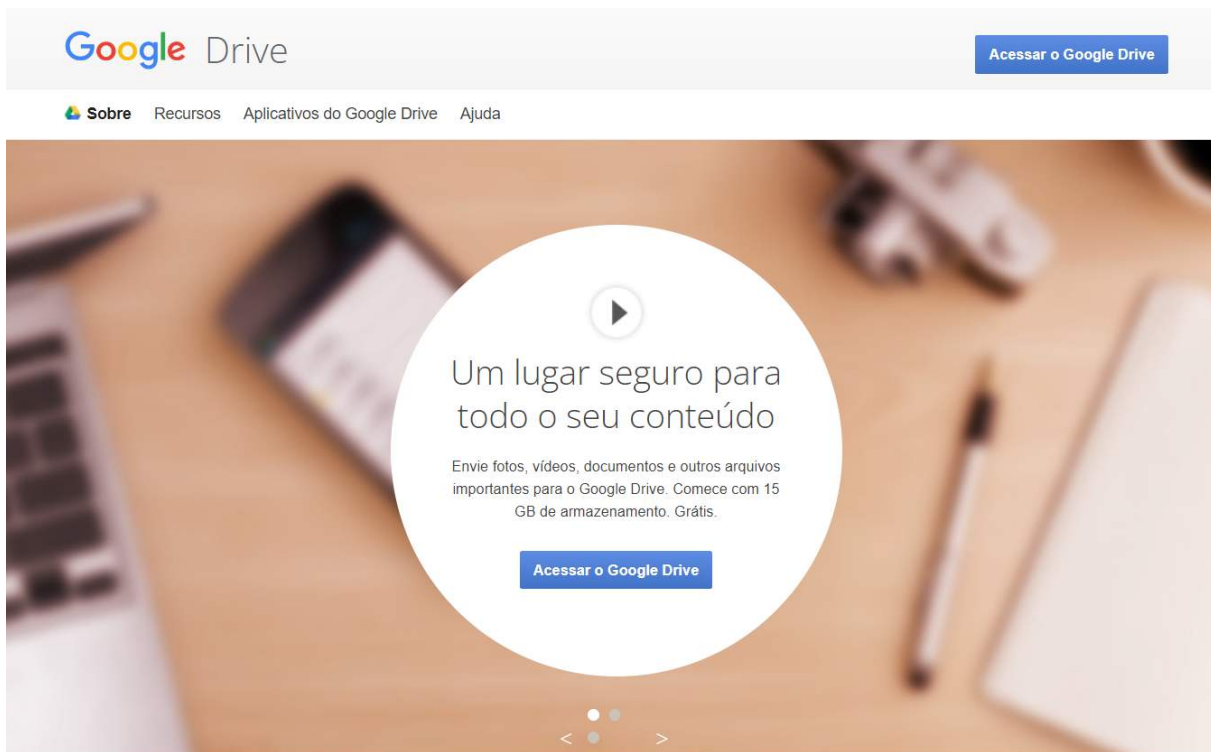 Google Drive
Acessar o Google Drive
Sobre Recursos Aplicativos do Google Drive Ajuda
Um lugar seguro para
todo o seu conteúdo
Envie fotos, vídeos, documentos e outros arquivos
importantes para o Google Drive. Comece com 15
GB de armazenamento. Grátis.
Acessar o Google Drive
< >